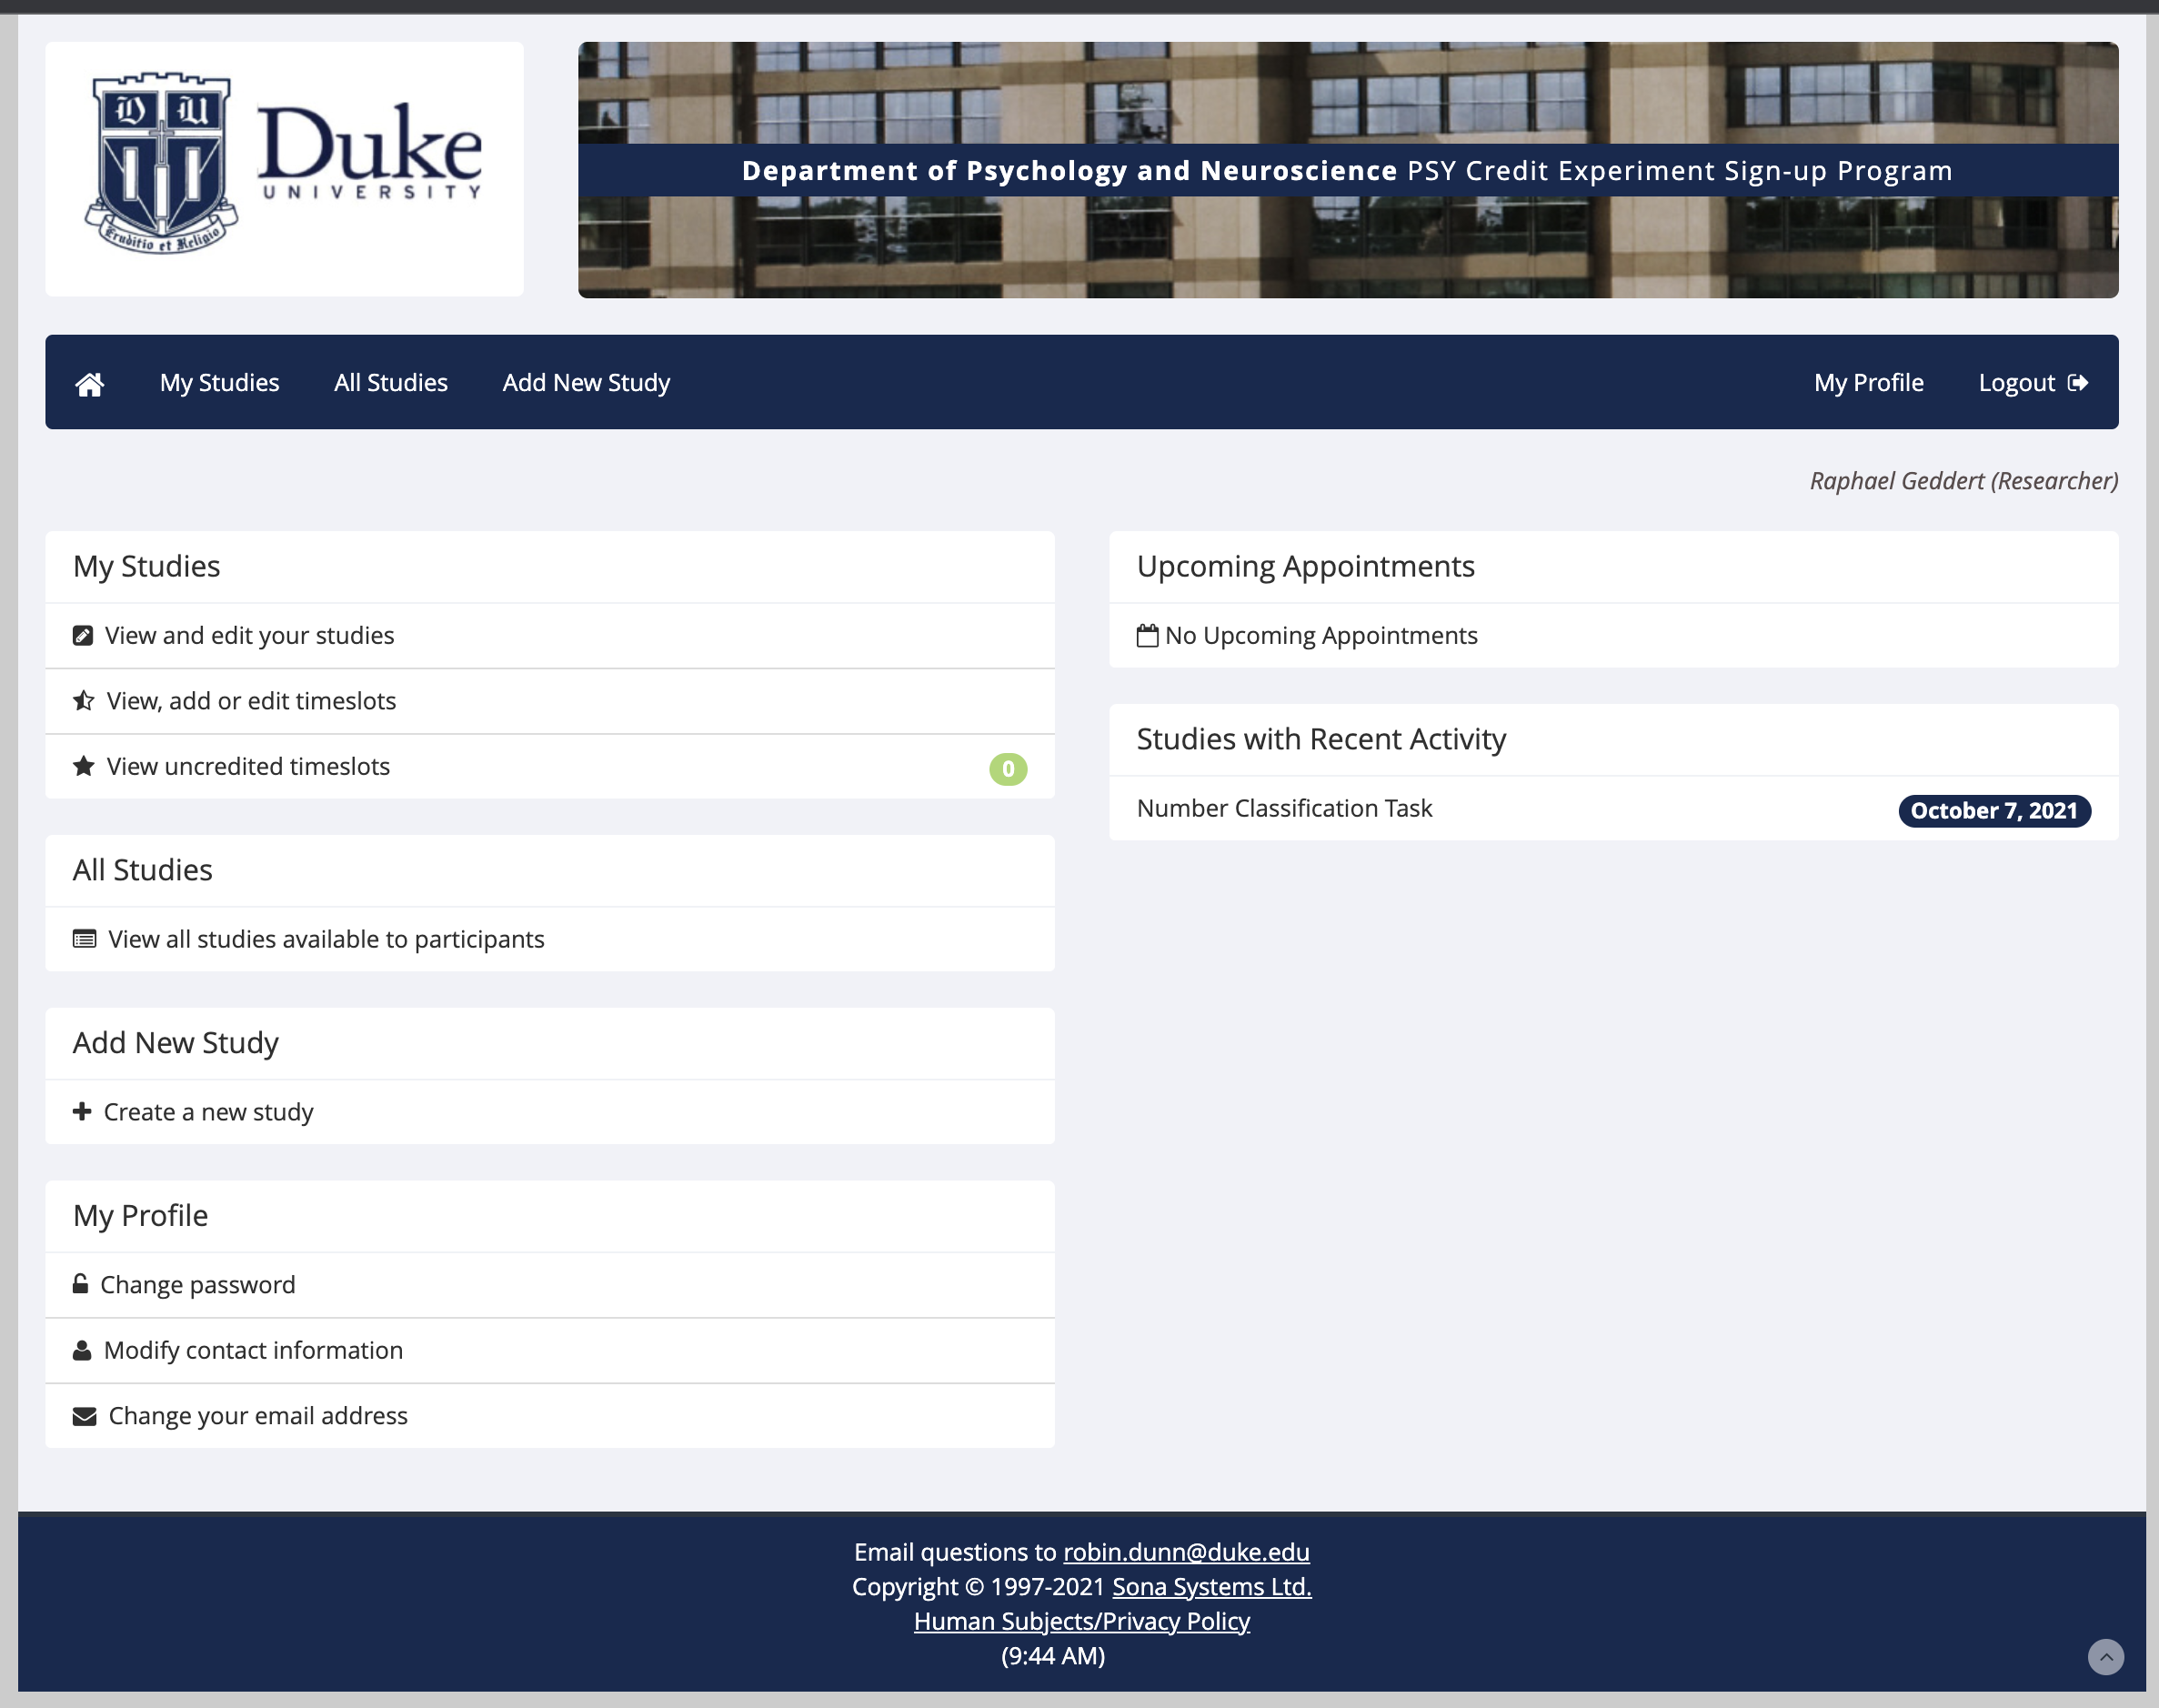 D U
Eruditio et Religio
Duke
UNIVERSITY
Department of Psychology and Neuroscience PSY Credit Experiment Sign-up Program
My Studies
All Studies
Add New Study
My Profile
Logout
Raphael Geddert (Researcher)
My Studies
View and edit your studies
View, add or edit timeslots
View uncredited timeslots 0
All Studies
View all studies available to participants
Add New Study
Create a new study
My Profile
Change password
Modify contact information
Change your email address
Upcoming Appointments
No Upcoming Appointments
Studies with Recent Activity
Number Classification Task October 7, 2021
Email questions to robin.dunn@duke.edu
Copyright © 1997-2021 Sona Systems Ltd.
Human Subjects/Privacy Policy
(9:44 AM)